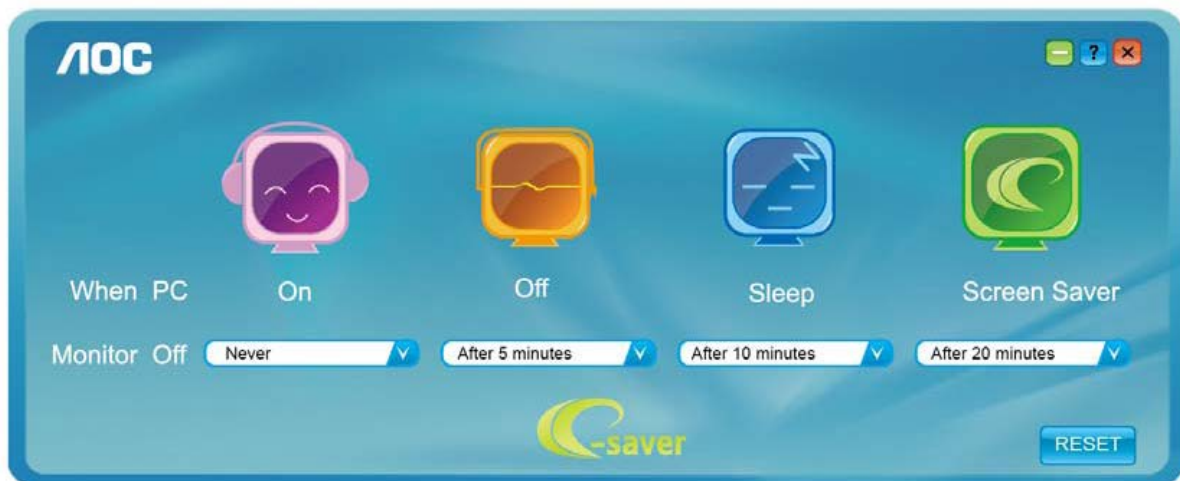 AOC
?
When PC On Off Sleep Screen Saver
Monitor Off Never After 5 minutes After 10 minutes After 20 minutes
e-saver
RESET